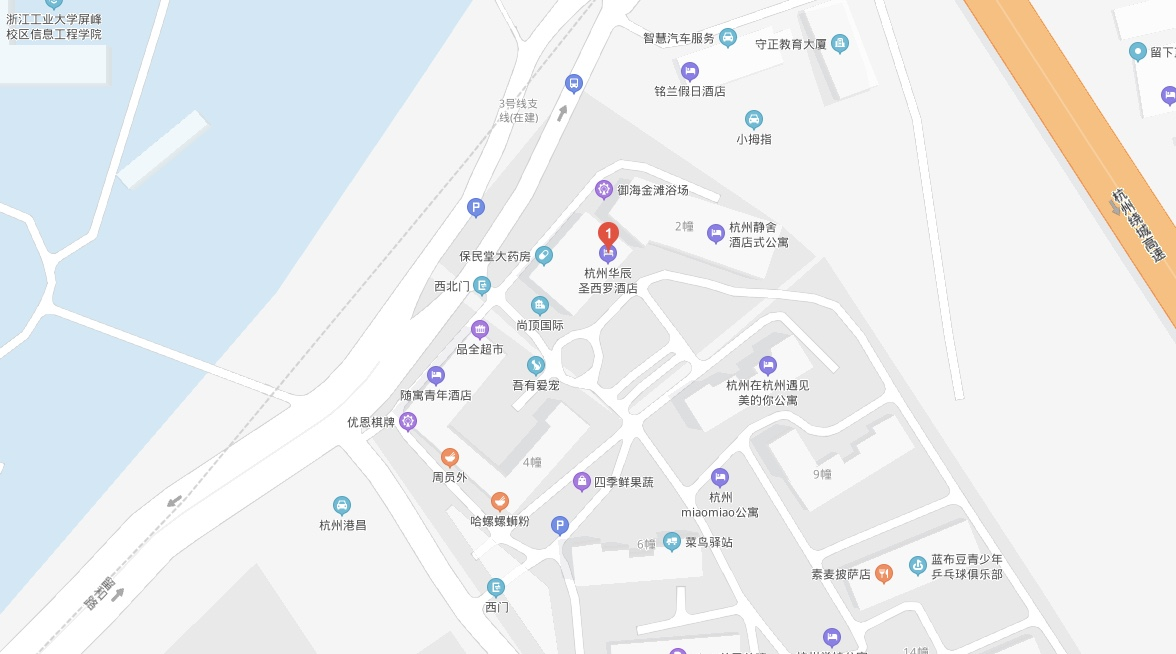 浙江工业大学屏峰
校区信息工程学院
智慧汽车服务
守正教育大厦
留下
铭兰假日酒店
3号线支
线(在建)
小拇指
御海金滩浴场
2幢
杭州静舍
酒店式公寓
杭州绕城高速
1
保民堂大药房
杭州华辰
圣西罗酒店
西北门
尚顶国际
品全超市
吾有爱宠
随寓青年酒店
杭州在杭州遇见
美的你公寓
优恩棋牌
4幢
周员外
四季鲜果蔬
9幢
杭州
miaomiao公寓
哈螺螺蛳粉
杭州港昌
P
P
6幢
菜鸟驿站
素麦披萨店
蓝布豆青少年
乒乓球俱乐部
留和路
西门
14幢